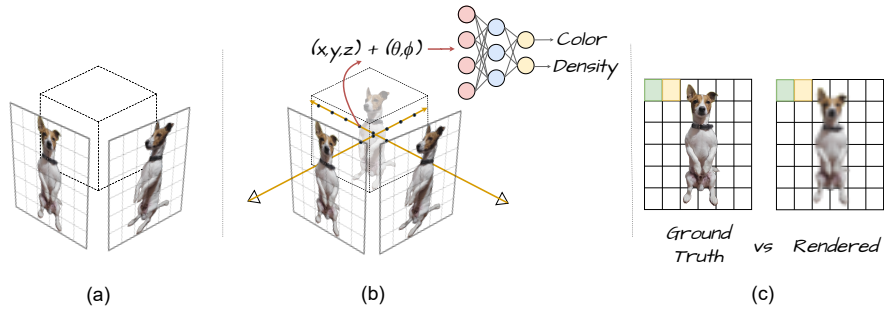 (x,y,z) + (θ,ϕ)
Color
Density
Ground
Truth
vs
Rendered
(a)
(b)
(c)